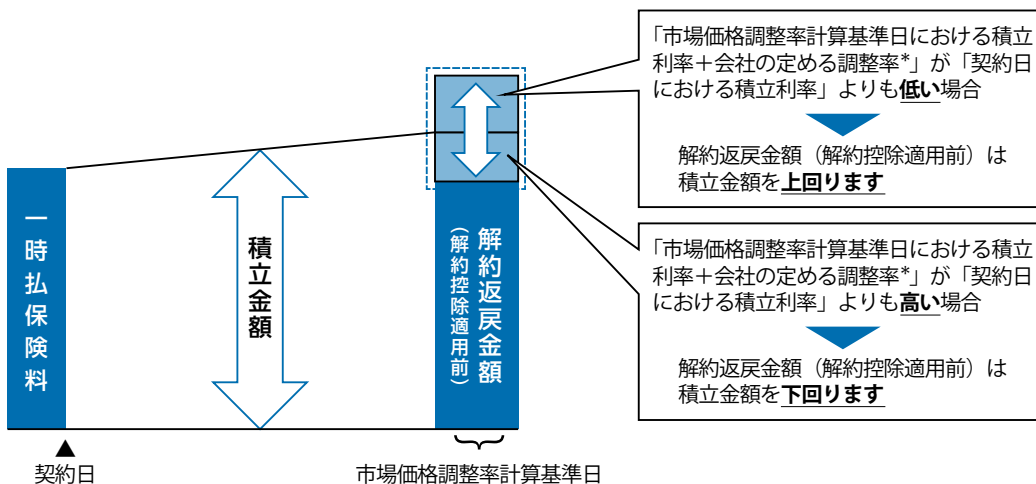 「市場価格調整率計算基準日における積立
利率＋会社の定める調整率*」が「契約日
における積立利率」よりも低い場合
解約返戻金額（解約控除適用前）は
積立金額を上回ります
「市場価格調整率計算基準日における積立
利率＋会社の定める調整率*」が「契約日
における積立利率」よりも高い場合
解約返戻金額（解約控除適用前）は
積立金額を下回ります
一時払保険料
積立金額
解約返戻金額
（解約控除適用前）
▲
契約日
市場価格調整率計算基準日